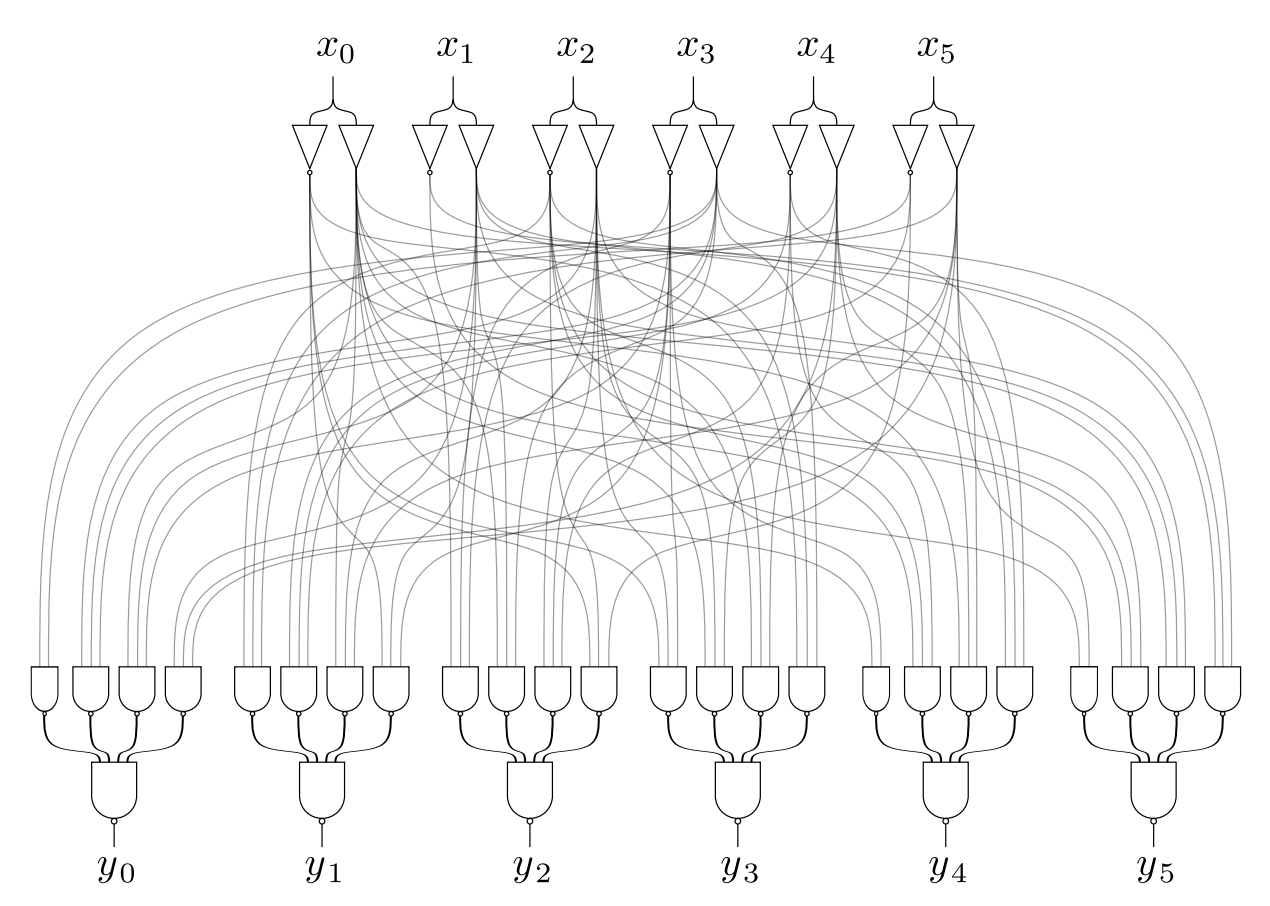 x₀ x₁ x₂ x₃ x₄ x₅
y₀ y₁ y₂ y₃ y₄ y₅